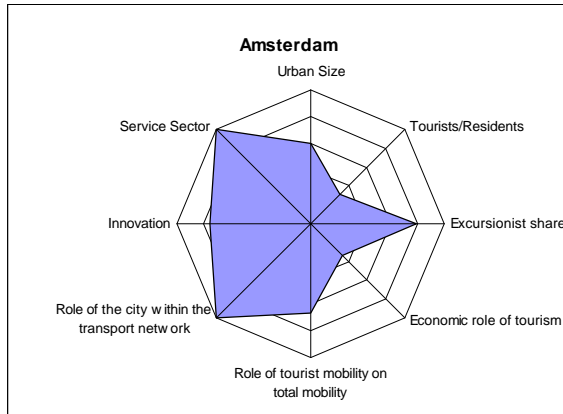 Amsterdam
Urban Size
Tourists/Residents
Excursionist share
Economic role of tourism
Role of tourist mobility on
total mobility
Role of the city within the
transport network
Innovation
Service Sector